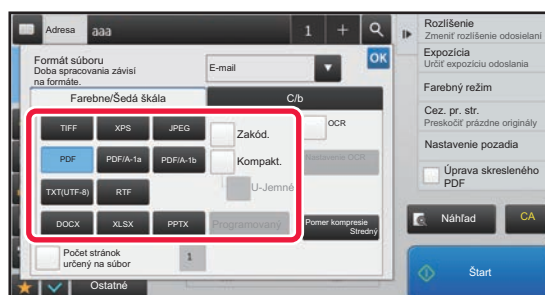 Adresa
aaa
1
+
Formát súboru
Doba spracovania závisí
na formáte.
E-mail
OK
Farebne/Šedá škála
C/b
TIFF
XPS
JPEG
Zakód.
OCR
PDF
PDF/A-1a
PDF/A-1b
Kompakt.
Nastavenie OCR
TXT(UTF-8)
RTF
U-Jemné
DOCX
XLSX
PPTX
Programovaný
Pomer kompresie
Stredný
Počet stránok
určený na súbor
1
Ostatné
Rozlíšenie
Zmeniť rozlíšenie odosielani
Expozícia
Určiť expozíciu odoslania
Farebný režim
Cez. pr. str.
Preskočiť prázdne originály
Nastavenie pozadia
Úprava skresleného
PDF
Náhľad
CA
Štart